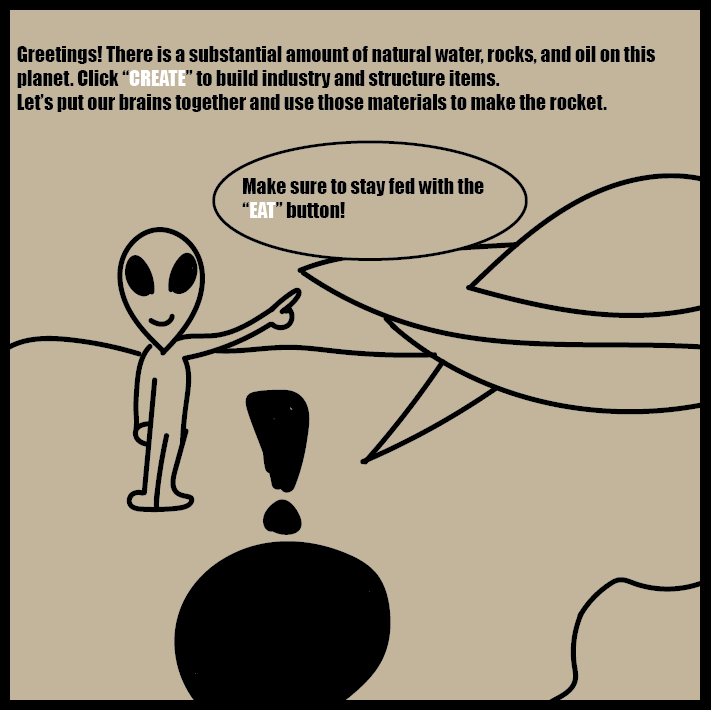 Greetings! There is a substantial amount of natural water, rocks, and oil on this
planet. Click “CREATE” to build industry and structure items.
Let’s put our brains together and use those materials to make the rocket.
Make sure to stay fed with the
“EAT” button!
!